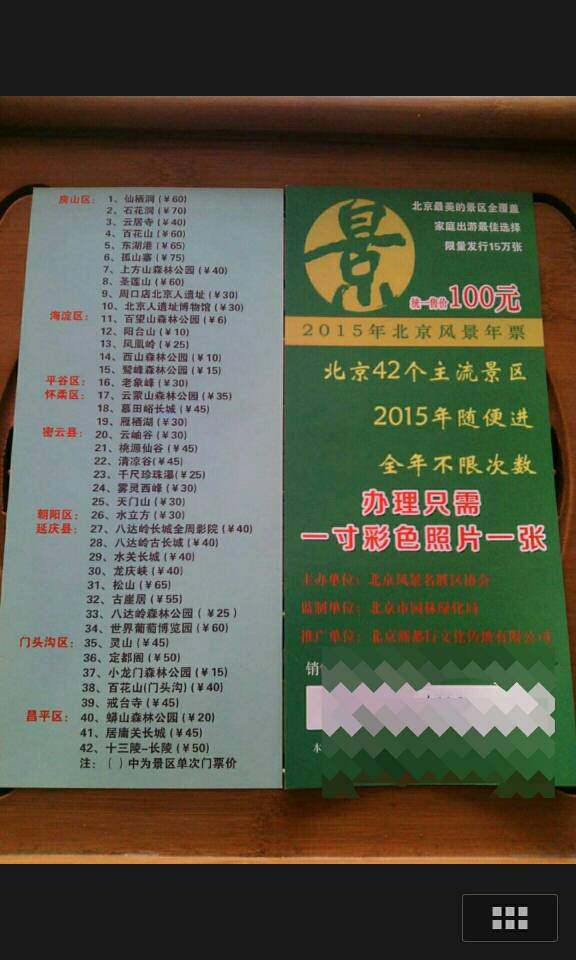 房山区： 1、仙栖洞 (￥60)
2、石花洞 (￥70)
3、云居寺 (￥40)
4、百花山 (￥60)
5、东湖港 (￥65)
6、孤山寨 (￥75)
7、上方山森林公园 (￥40)
8、圣莲山 (￥60)
9、周口店北京人遗址 (￥30)
10、北京人遗址博物馆 (￥30)
海淀区： 11、百望山森林公园 (￥6)
12、阳台山 (￥10)
13、凤凰岭 (￥25)
14、西山森林公园 (￥10)
15、鹫峰森林公园 (￥15)
平谷区： 16、老象峰 (￥30)
怀柔区： 17、云蒙山森林公园 (￥35)
18、慕田峪长城 (￥45)
19、雁栖湖 (￥30)
密云县： 20、云岫谷 (￥30)
21、桃源仙谷 (￥45)
22、清凉谷 (￥45)
23、千尺珍珠瀑 (￥25)
24、雾灵西峰 (￥30)
25、天门山 (￥30)
朝阳区： 26、水立方 (￥30)
延庆县： 27、八达岭长城全周影院 (￥40)
28、八达岭古长城 (￥40)
29、水关长城 (￥40)
30、龙庆峡 (￥40)
31、松山 (￥65)
32、古崖居 (￥55)
33、八达岭森林公园 (￥25)
34、世界葡萄博览园 (￥60)
门头沟区： 35、灵山 (￥45)
36、定都阁 (￥50)
37、小龙门森林公园 (￥15)
38、百花山(门头沟) (￥40)
39、戒台寺 (￥45)
昌平区： 40、蟒山森林公园 (￥20)
41、居庸关长城 (￥45)
42、十三陵-长陵 (￥50)
注：( ) 中为景区单次门票价
景
北京最美的景区全覆盖
家庭出游最佳选择
限量发行15万张
统一售价100元
2015年北京风景年票
北京42个主流景区
2015年随便进
全年不限次数
办理只需
一寸彩色照片一张
主办单位：北京风景名胜区协会
监制单位：北京市园林绿化局
推广单位：北京 都行文化传媒有限公司
销
本